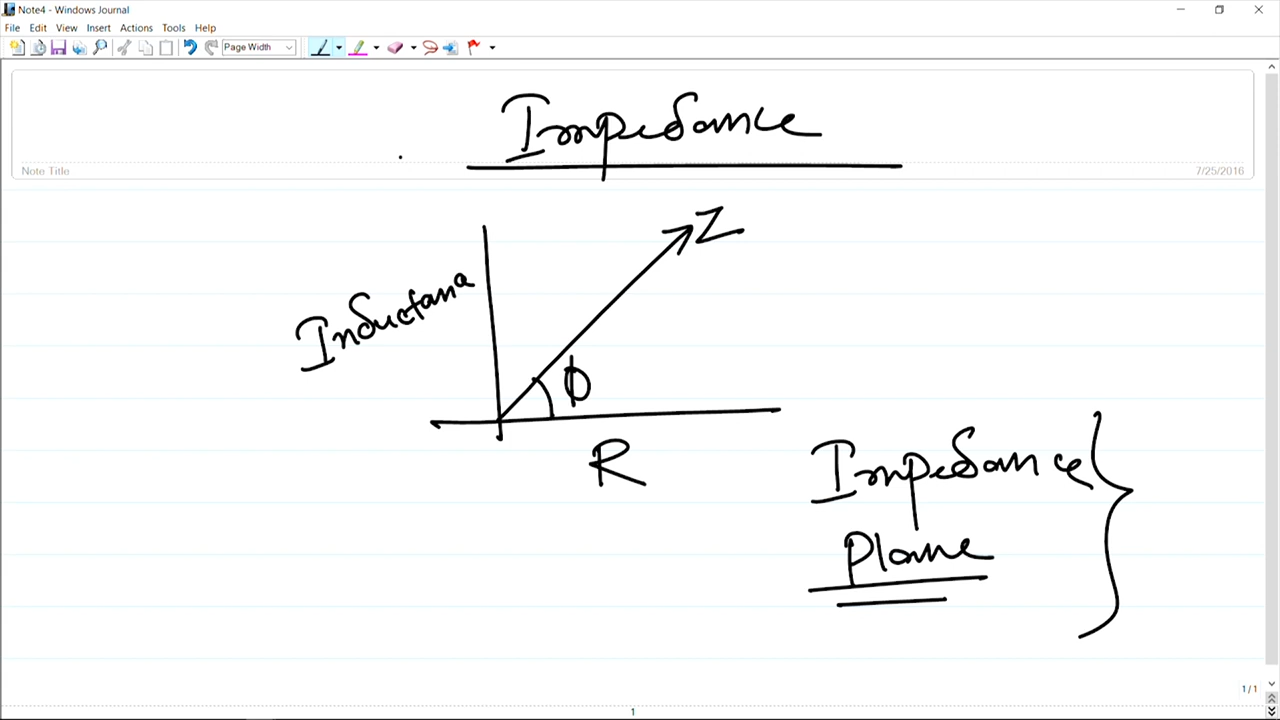 Note4 - Windows Journal
File Edit View Insert Actions Tools Help
Page Width
Impedance
Note Title
7/25/2016
Z
Inductance
ϕ
R
Impedance
Plane
1/1
1